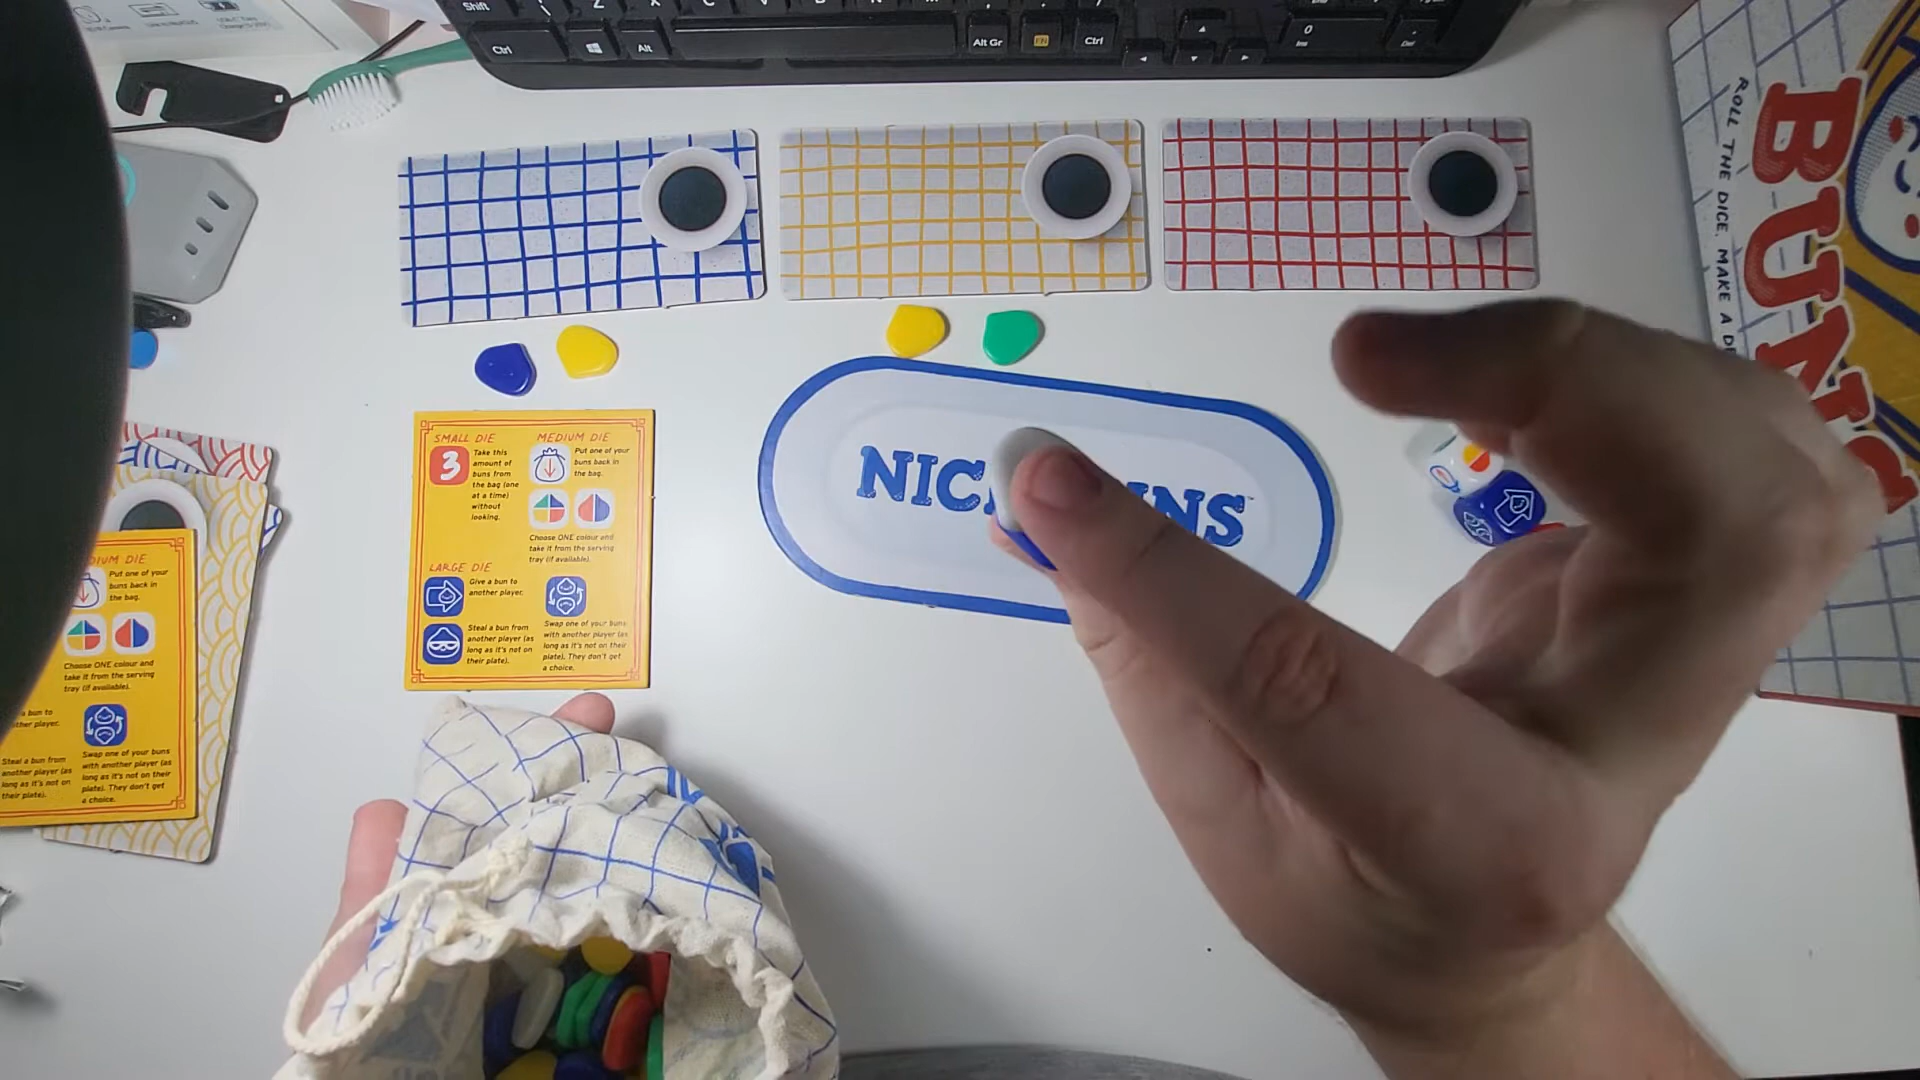 Shift
Z
X
C
V
B
N
M
Ctrl
Alt
Alt Gr
FN
Ctrl
0
Ins
Del
ROLL THE DICE. MAKE A
BUNS
NIC
NS
SMALL DIE
3
Take this
amount of
buns from
the bag (one
at a time)
without
looking.
MEDIUM DIE
Put one of your
buns back in
the bag.
Choose ONE colour and
take it from the serving
tray (if available).
LARGE DIE
Give a bun to
another player.
Steal a bun from
another player (as
long as it's not on
their plate).
Swap one of your buns
with another player (as
long as it's not on their
plate). They don't get
a choice.
DIUM DIE
Put one of your
buns back in
the bag.
Choose ONE colour and
take it from the serving
tray (if available).
a bun to
ther player.
Steal a bun from
another player (as
long as it's not on
their plate).
Swap one of your buns
with another player (as
long as it's not on their
plate). They don't get
a choice.